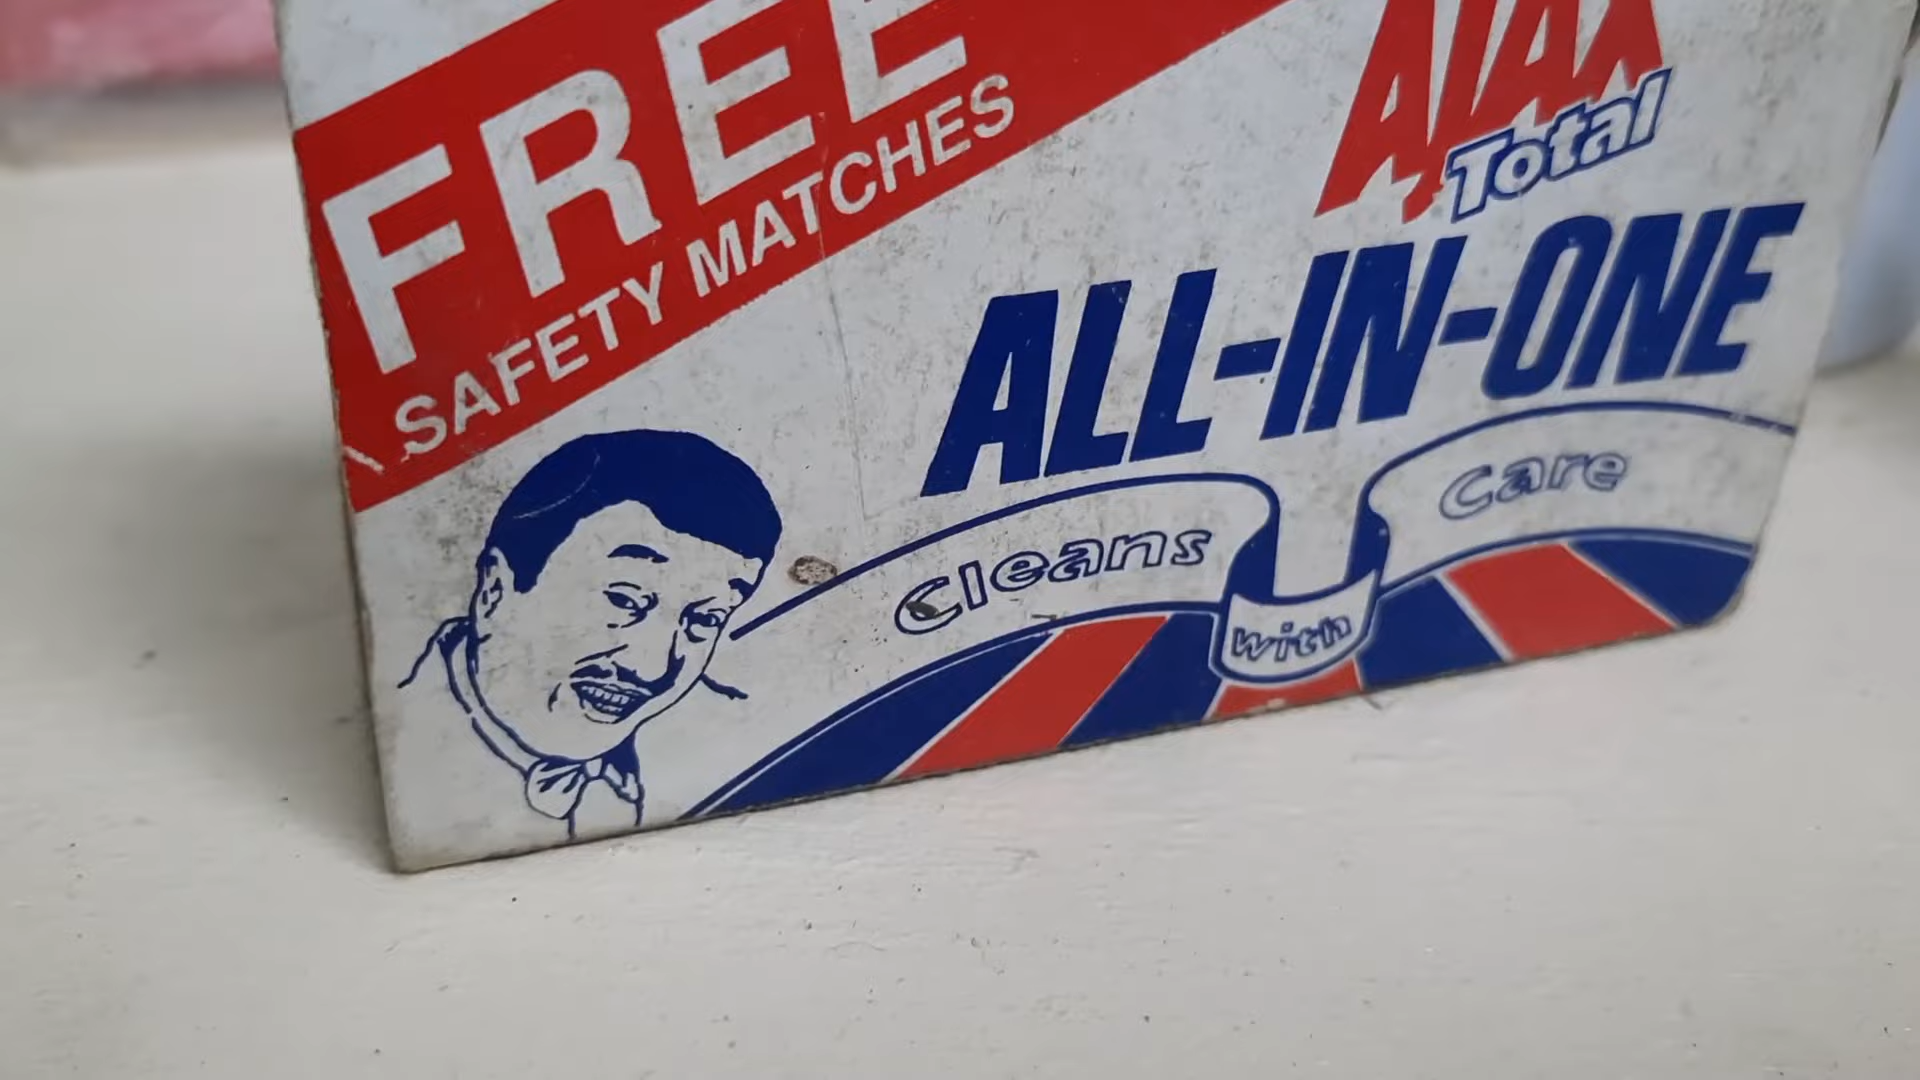 FREE
SAFETY MATCHES
AJAX
Total
ALL-IN-ONE
Cleans with Care